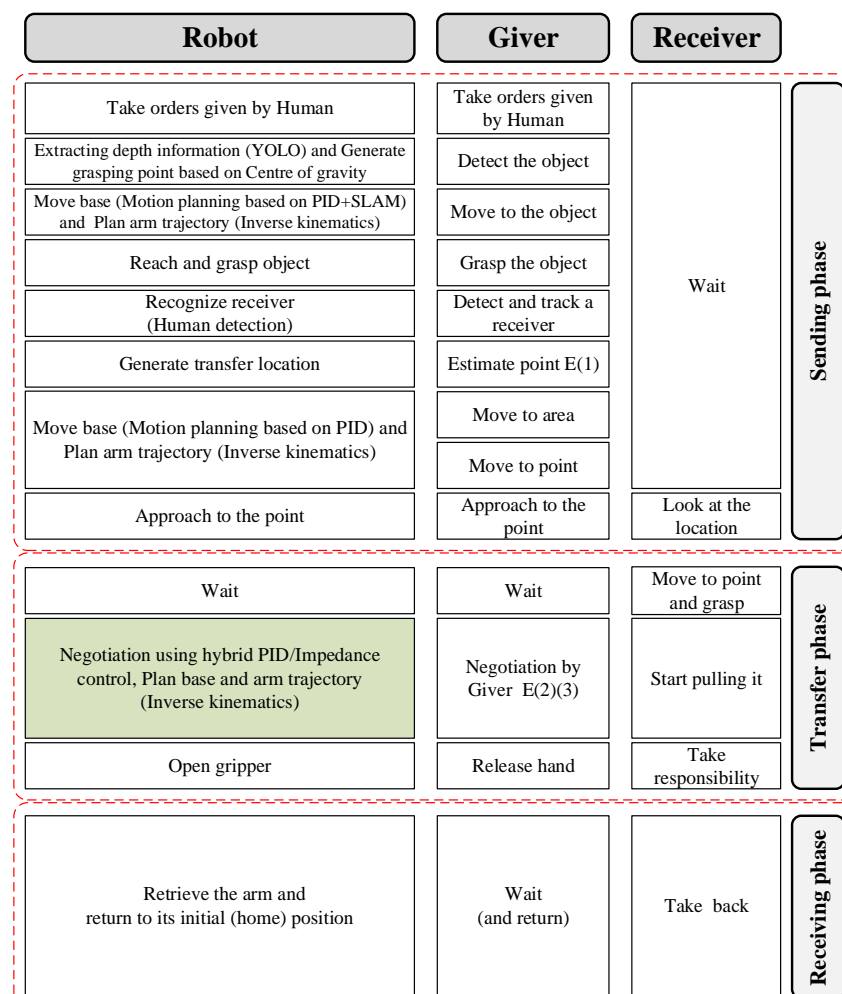 Robot
Giver
Receiver
Take orders given by Human
Take orders given
by Human
Extracting depth information (YOLO) and Generate
grasping point based on Centre of gravity
Detect the object
Move base (Motion planning based on PID+SLAM)
and Plan arm trajectory (Inverse kinematics)
Move to the object
Reach and grasp object
Grasp the object
Wait
Recognize receiver
(Human detection)
Detect and track a
receiver
Generate transfer location
Estimate point E(1)
Move base (Motion planning based on PID) and
Plan arm trajectory (Inverse kinematics)
Move to area
Move to point
Approach to the point
Approach to the
point
Look at the
location
Sending phase
Wait
Wait
Move to point
and grasp
Negotiation using hybrid PID/Impedance
control, Plan base and arm trajectory
(Inverse kinematics)
Negotiation by
Giver E(2)(3)
Start pulling it
Open gripper
Release hand
Take
responsibility
Transfer phase
Retrieve the arm and
return to its initial (home) position
Wait
(and return)
Take back
Receiving phase